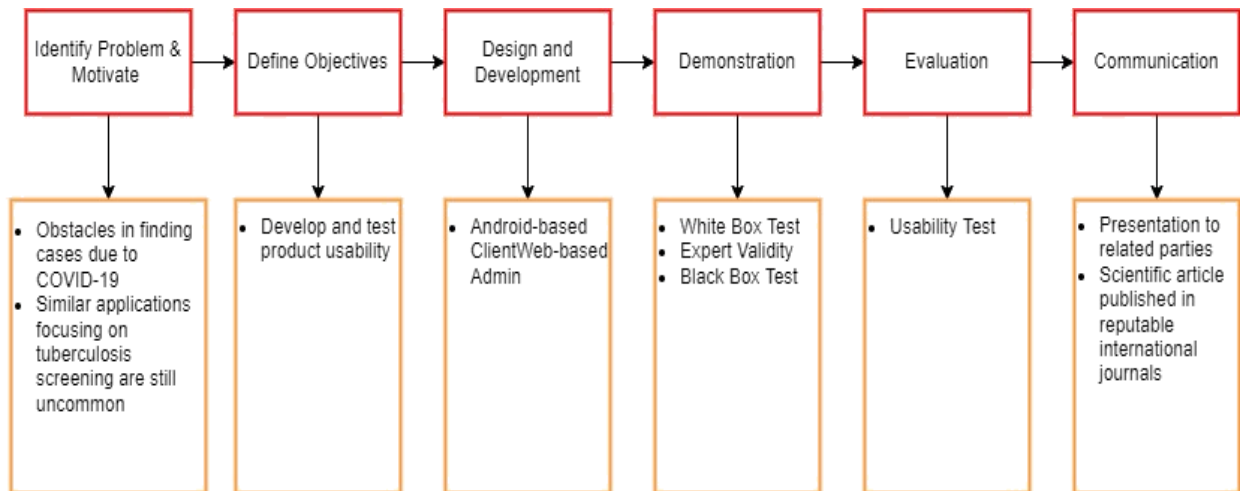 Identify Problem &
Motivate
Define Objectives
Design and
Development
Demonstration
Evaluation
Communication
• Obstacles in finding
cases due to
COVID-19
• Similar applications
focusing on
tuberculosis
screening are still
uncommon
• Develop and test
product usability
• Android-based
ClientWeb-based
Admin
• White Box Test
• Expert Validity
• Black Box Test
• Usability Test
• Presentation to
related parties
• Scientific article
published in
reputable
international
journals